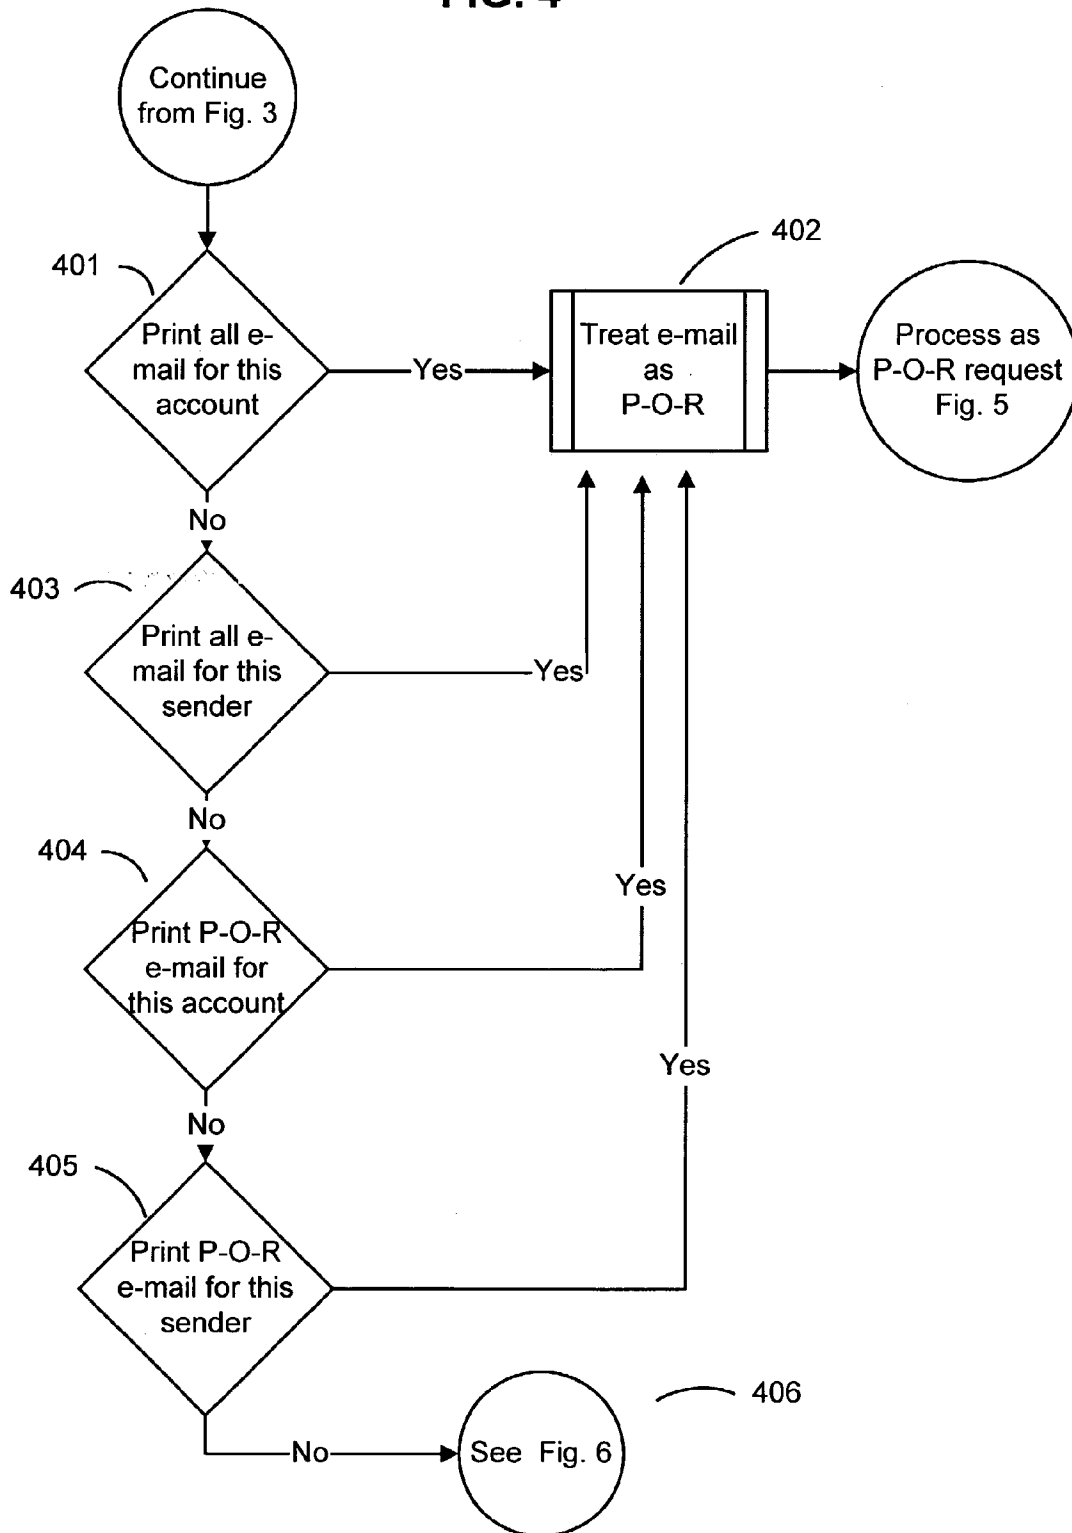 FIG. 4
Continue
from Fig. 3
401
Print all e-
mail for this
account
Yes
402
Treat e-mail
as
P-O-R
Process as
P-O-R request
Fig. 5
No
403
Print all e-
mail for this
sender
Yes
No
404
Print P-O-R
e-mail for
this account
Yes
No
405
Print P-O-R
e-mail for this
sender
Yes
No
See Fig. 6
406